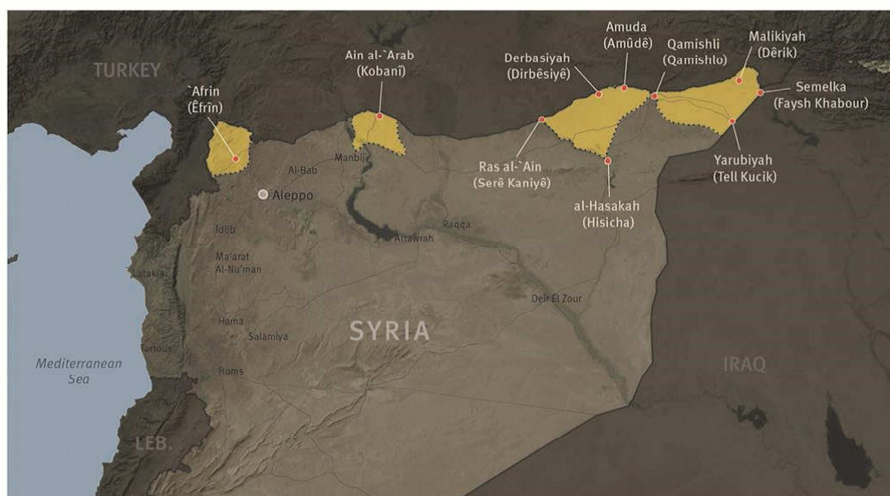 TURKEY
`Afrin
(Êfrîn)
Ain al-`Arab
(Kobanî)
Derbasiyah
(Dirbêsiyê)
Amuda
(Amûdê)
Qamishli
(Qamishlo)
Malikiyah
(Dêrik)
Semelka
(Faysh Khabour)
Yarubiyah
(Tell Kucik)
Ras al-`Ain
(Serê Kaniyê)
al-Hasakah
(Hisicha)
Manbij
Al-Bab
Aleppo
Idlib
Raqqa
Attawrah
Ma'arat
Al-Nu'man
Latakia
Deir El Zour
Hama
Salamiya
SYRIA
Tartous
Mediterranean
Sea
Homs
IRAQ
LEB.